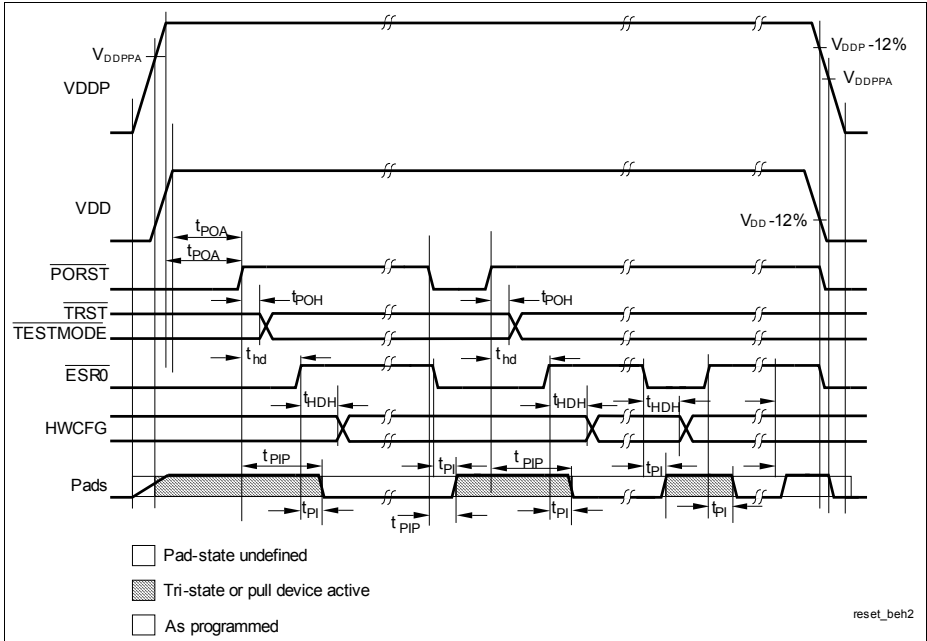 VDDPPA
VDDP
VDDP -12%
VDDPPA
VDD
VDD -12%
tPOA
tPOA
PORST
tPOH
tPOH
TRST
TESTMODE
thd
thd
ESR0
tHDH
tHDH
tHDH
HWCFG
tPIP
tPI
tPIP
tPI
Pads
tPI
tPIP
tPI
tPI
Pad-state undefined
Tri-state or pull device active
As programmed
reset_beh2